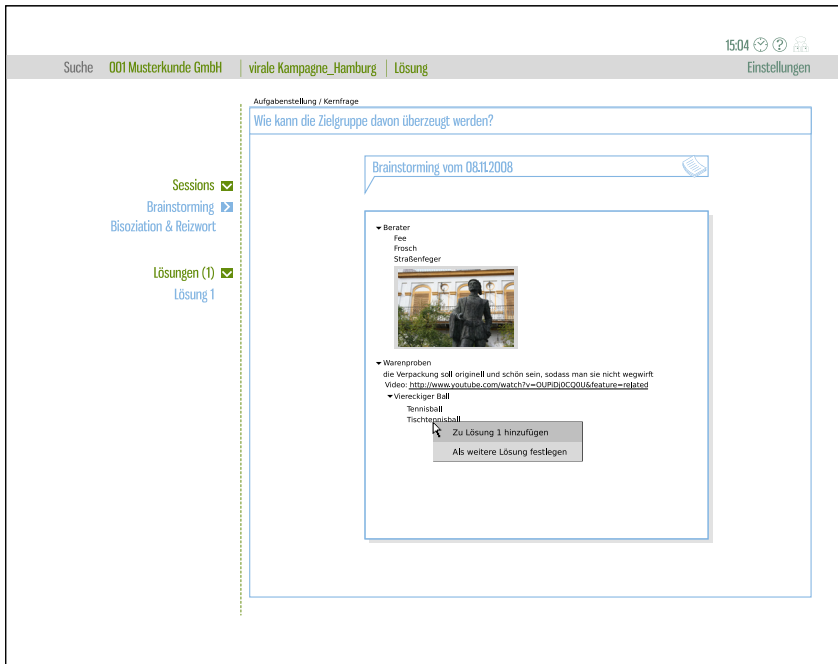 15:04
Suche 001 Musterkunde GmbH virale Kampagne_Hamburg Lösung Einstellungen
Aufgabenstellung / Kernfrage
Wie kann die Zielgruppe davon überzeugt werden?
Brainstorming vom 08.11.2008
Sessions
Brainstorming
Bisoziation & Reizwort
Lösungen (1)
Lösung 1
Berater
Fee
Frosch
Straßenfeger
Warenproben
die Verpackung soll originell und schön sein, sodass man sie nicht wegwirft
Video: http://www.youtube.com/watch?v=OUPiDj0CQ0U&feature=related
Viereckiger Ball
Tennisball
Tischtennisball
Zu Lösung 1 hinzufügen
Als weitere Lösung festlegen